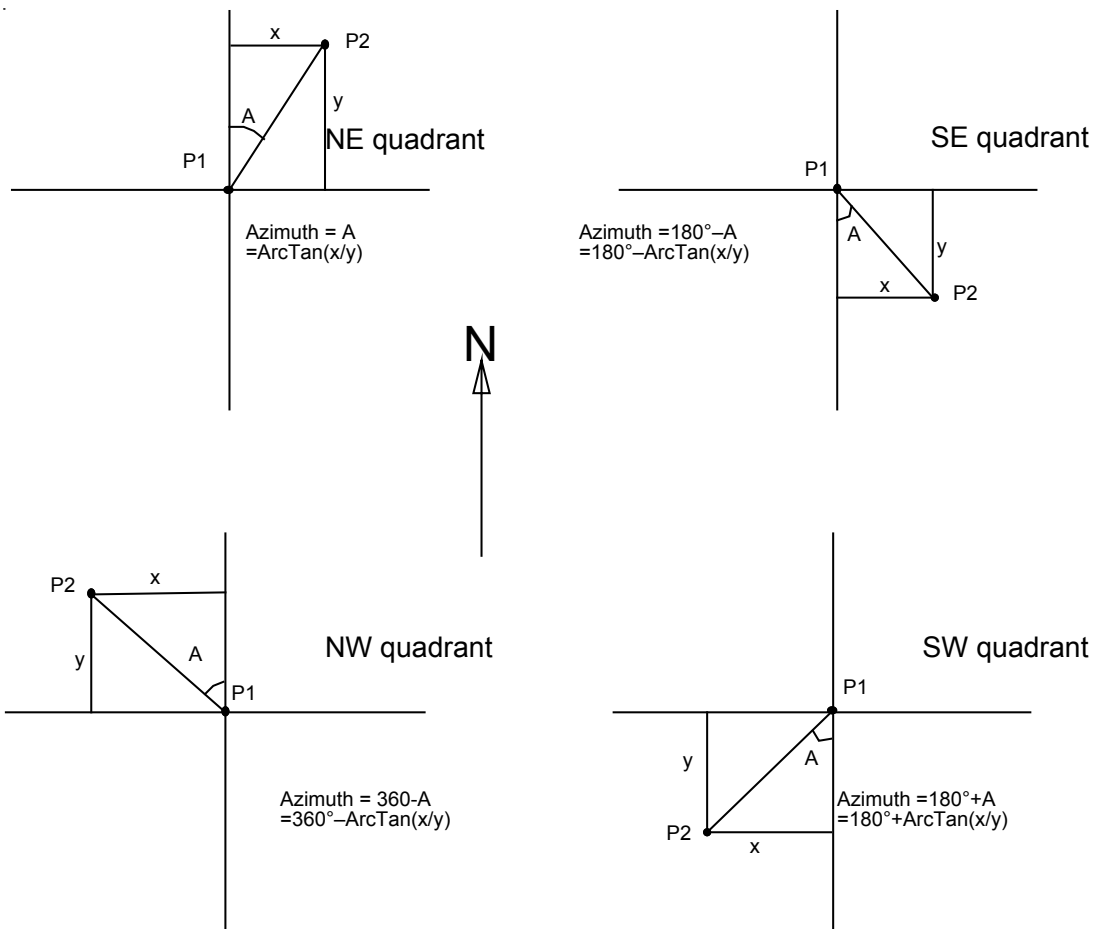 x
P2
A
y
NE quadrant
P1
Azimuth = A
=ArcTan(x/y)
SE quadrant
P1
A
y
x
P2
Azimuth =180°–A
=180°–ArcTan(x/y)
N
x
P2
A
y
NW quadrant
P1
Azimuth = 360-A
=360°–ArcTan(x/y)
SW quadrant
P1
y
A
Azimuth =180°+A
=180°+ArcTan(x/y)
P2
x